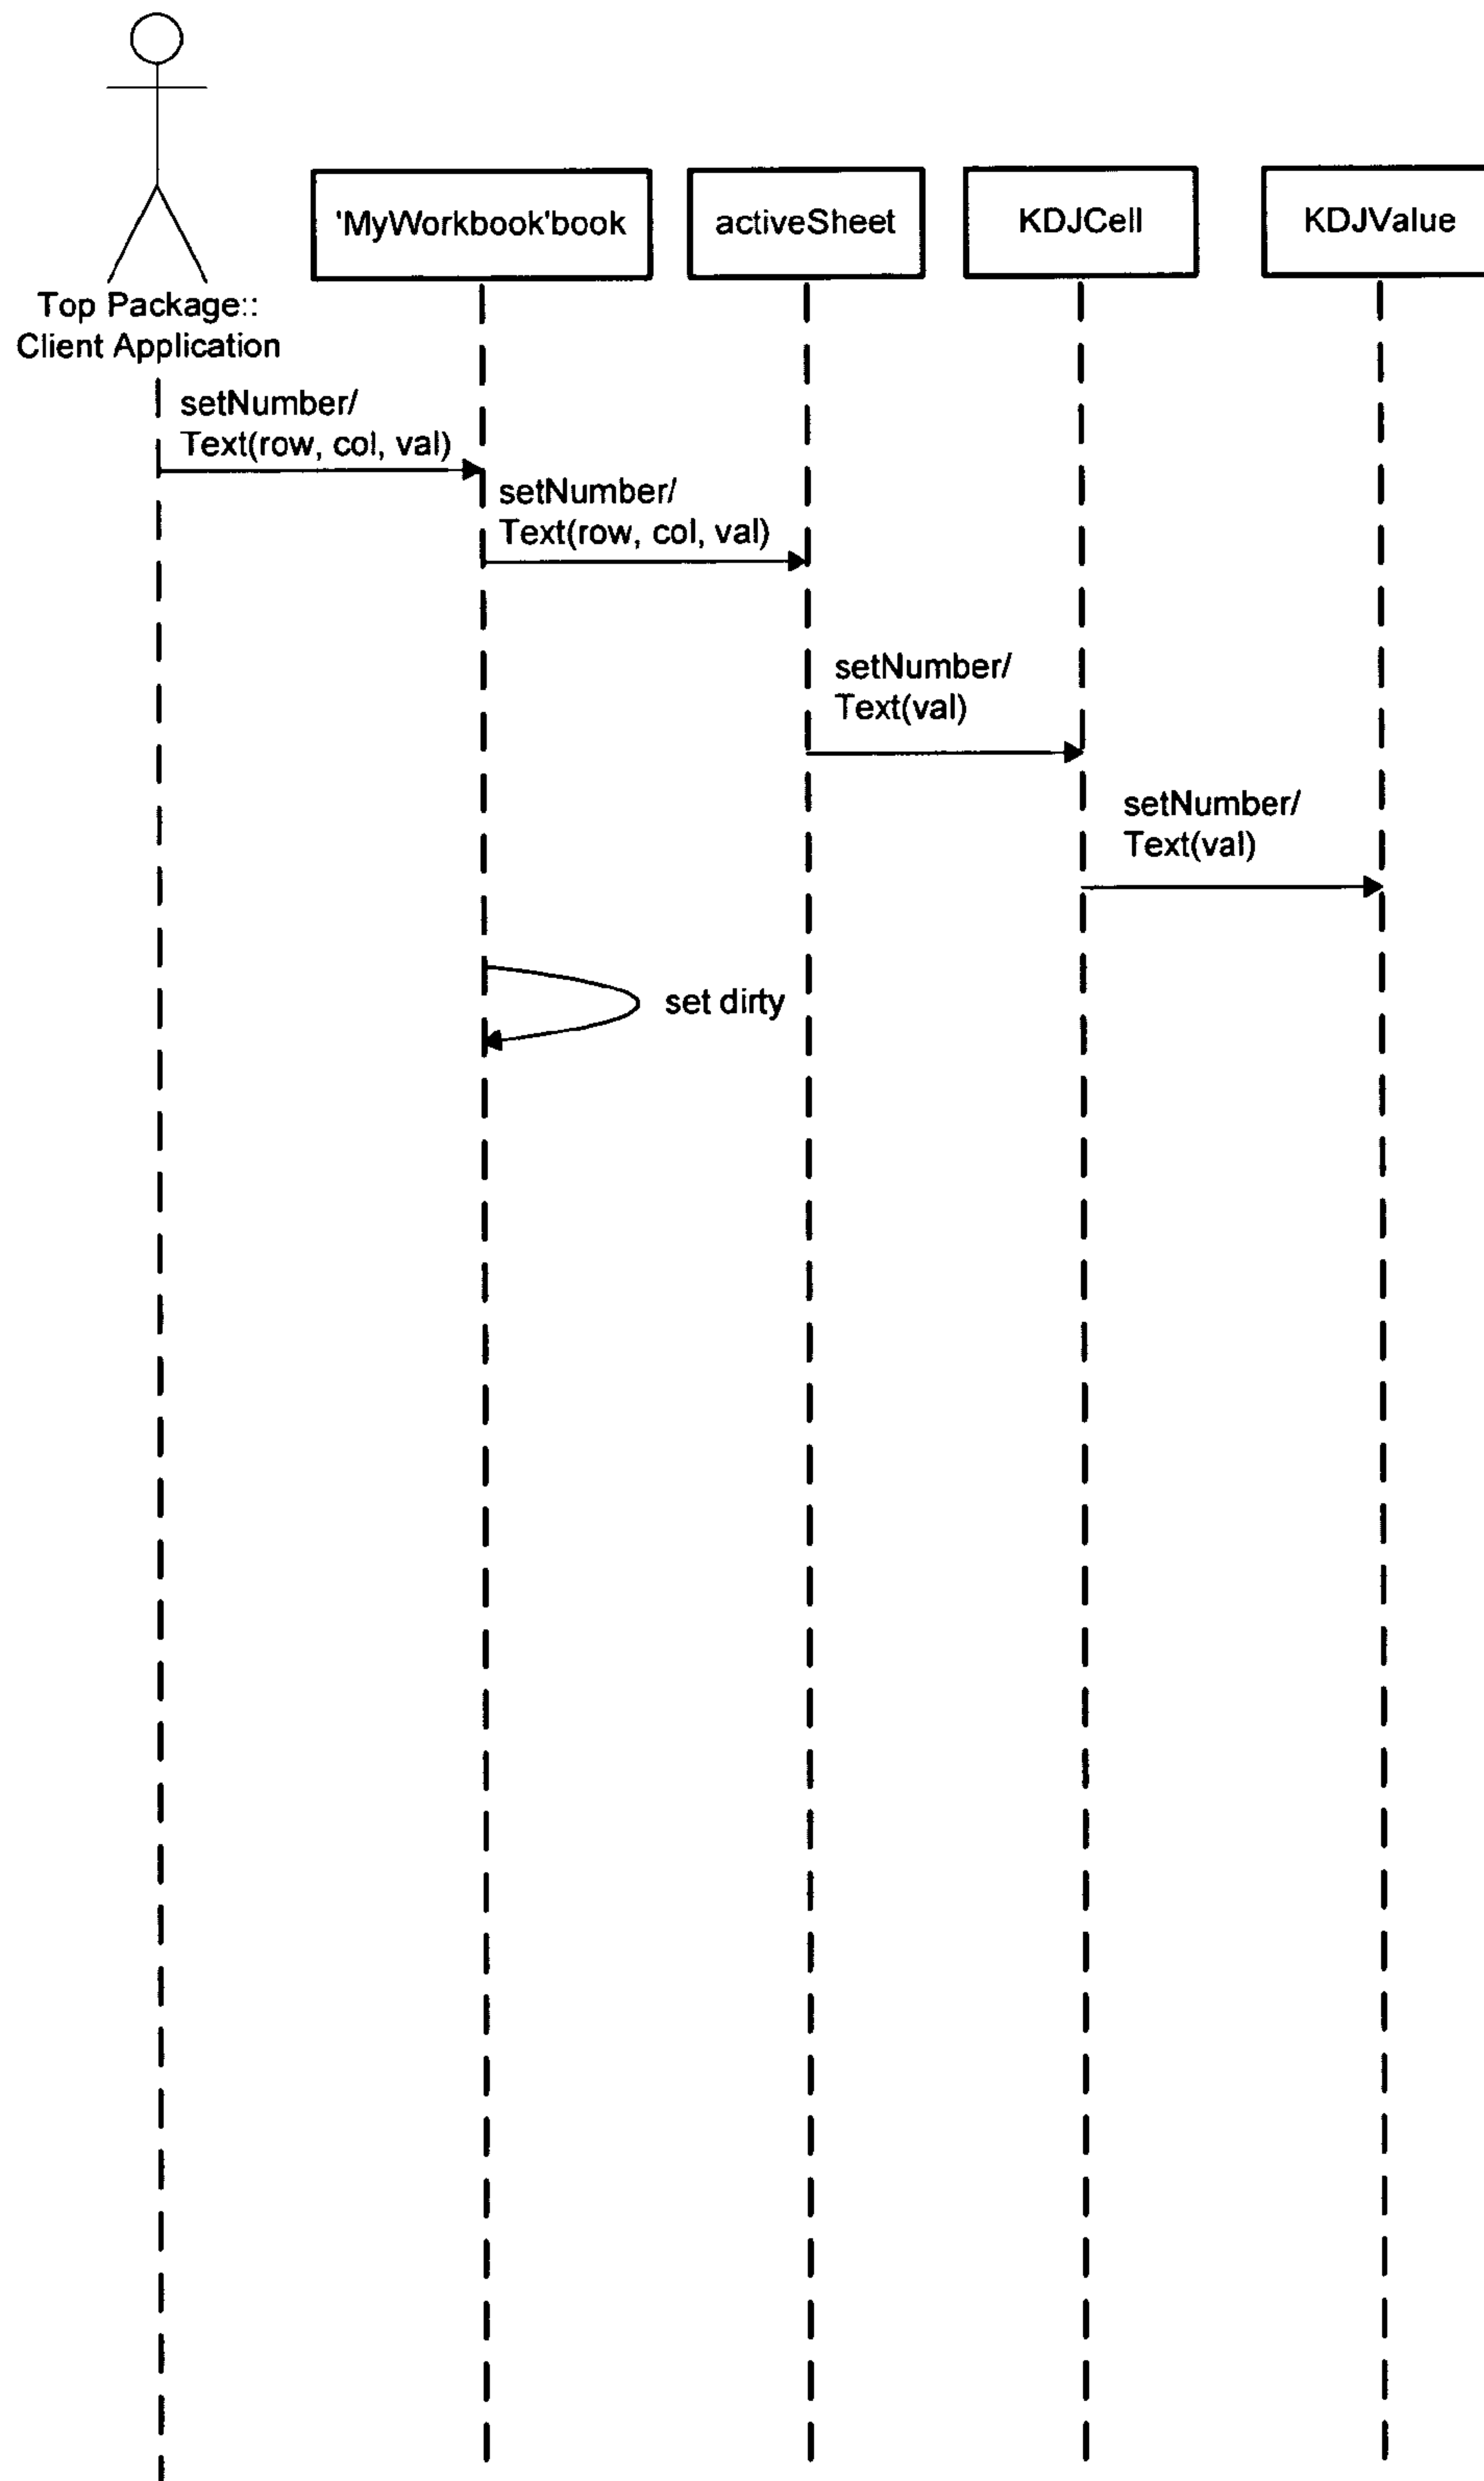 'MyWorkbook'book
activeSheet
KDJCell
KDJValue
Top Package::
Client Application
setNumber/
Text(row, col, val)
setNumber/
Text(row, col, val)
setNumber/
Text(val)
setNumber/
Text(val)
set dirty